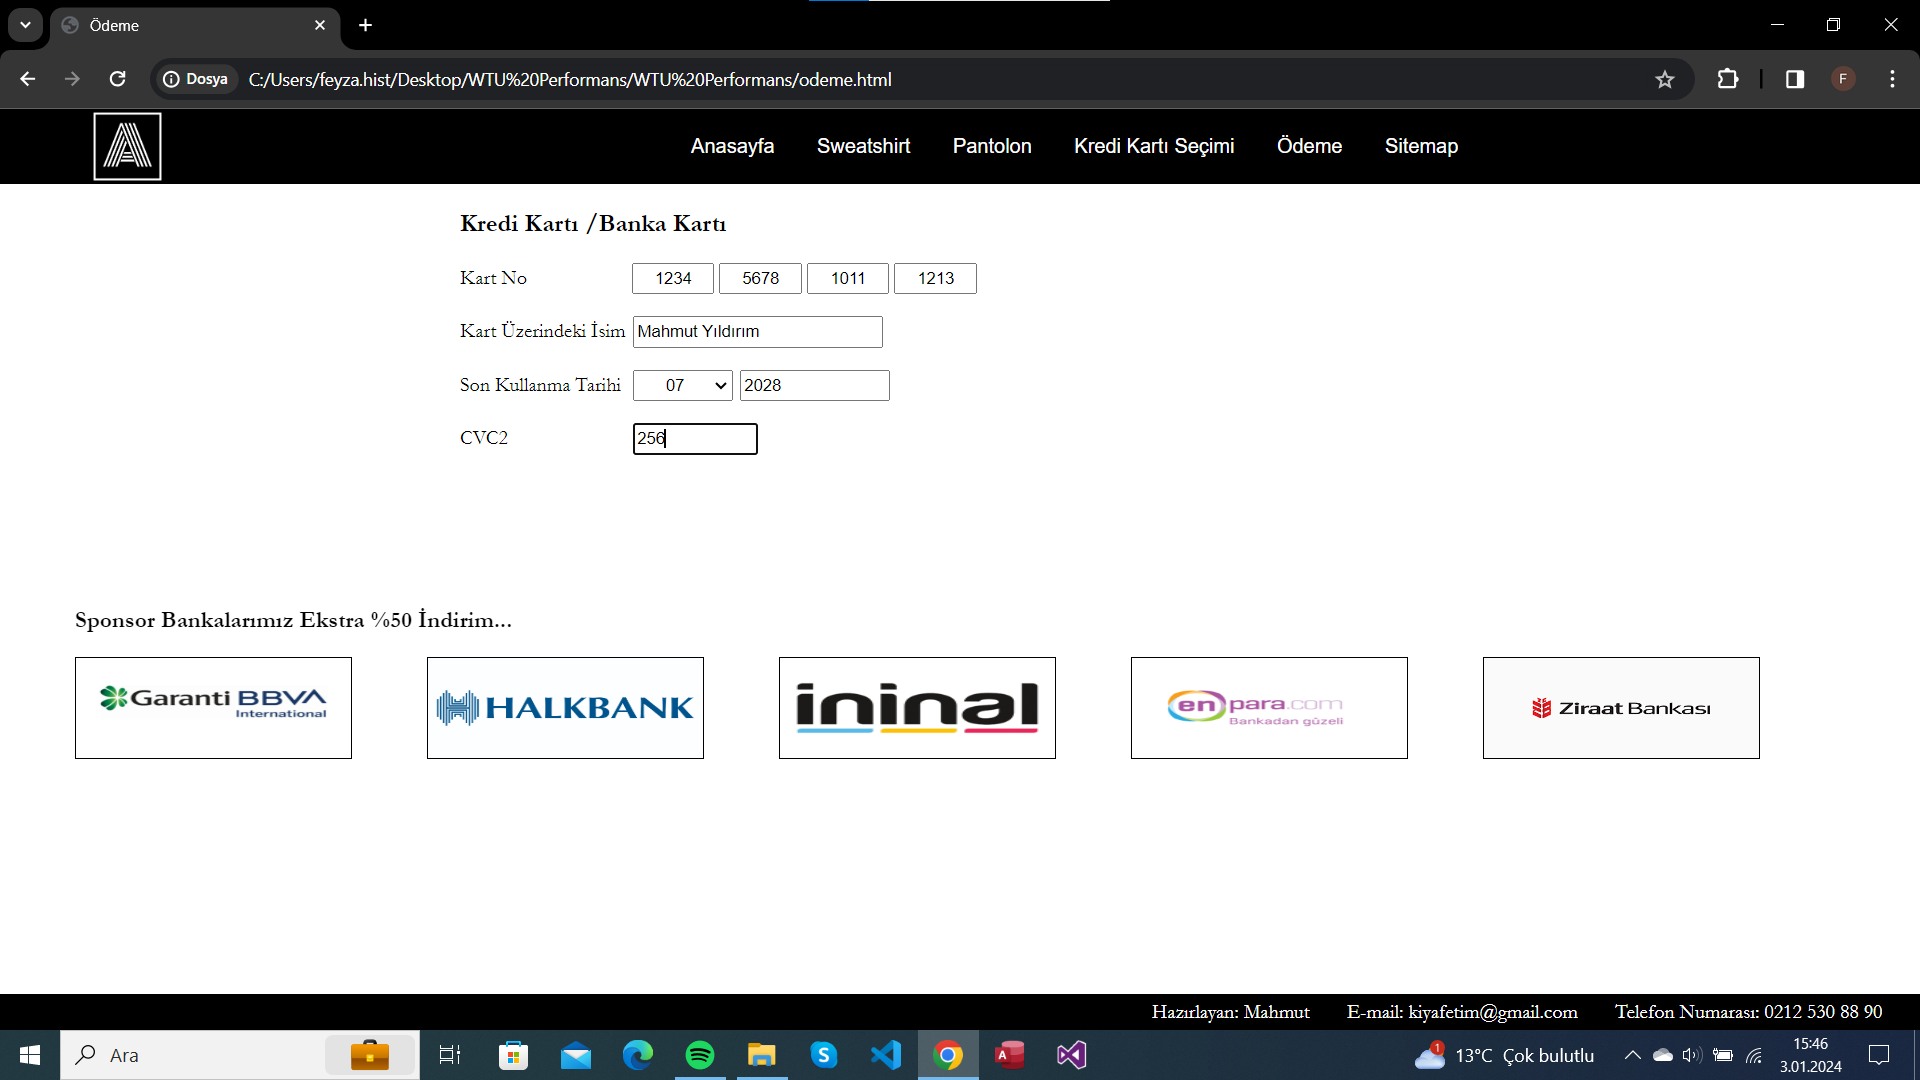 Ödeme
Dosya C:/Users/feyza.hist/Desktop/WTU%20Performans/WTU%20Performans/odeme.html F
Anasayfa Sweatshirt Pantolon Kredi Kartı Seçimi Ödeme Sitemap
Kredi Kartı /Banka Kartı
Kart No 1234 5678 1011 1213
Kart Üzerindeki İsim Mahmut Yıldırım
Son Kullanma Tarihi 07 2028
CVC2 256
Sponsor Bankalarımız Ekstra %50 İndirim...
Garanti BBVA
International
HALKBANK
ininal
enpara.com
Bankadan güzeli
Ziraat Bankası
Hazırlayan: Mahmut E-mail: kiyafetim@gmail.com Telefon Numarası: 0212 530 88 90
Ara
1 13°C Çok bulutlu
15:46
3.01.2024